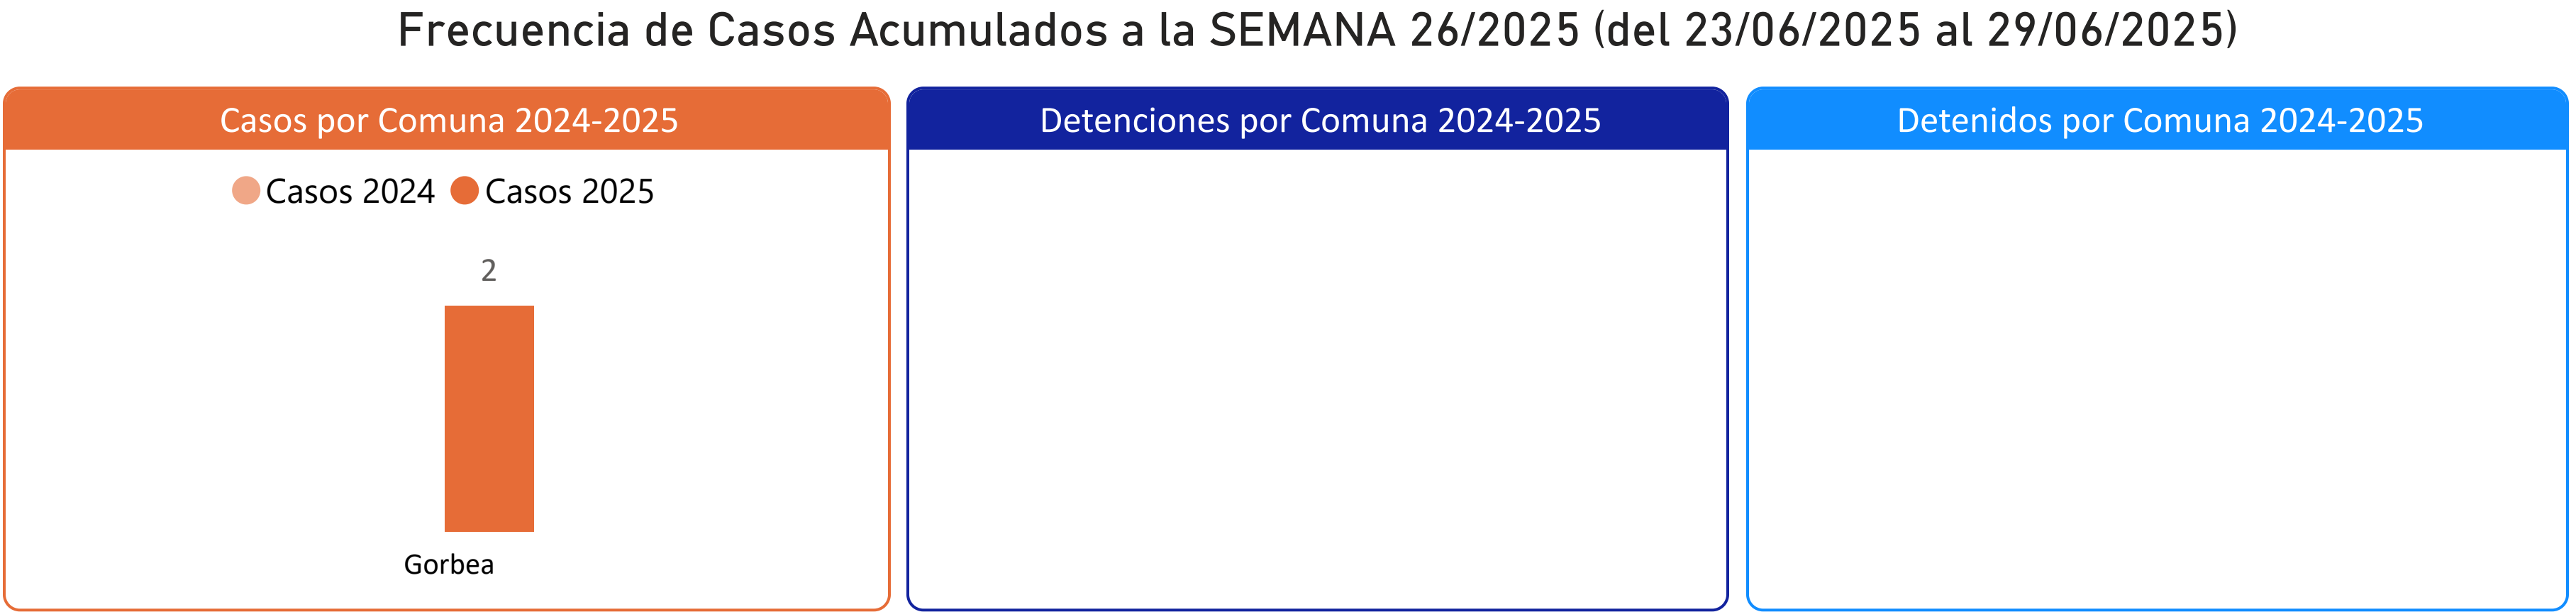 Frecuencia de Casos Acumulados a la SEMANA 26/2025 (del 23/06/2025 al 29/06/2025)
Casos por Comuna 2024-2025
Casos 2024 Casos 2025
2
Gorbea
Detenciones por Comuna 2024-2025
Detenidos por Comuna 2024-2025